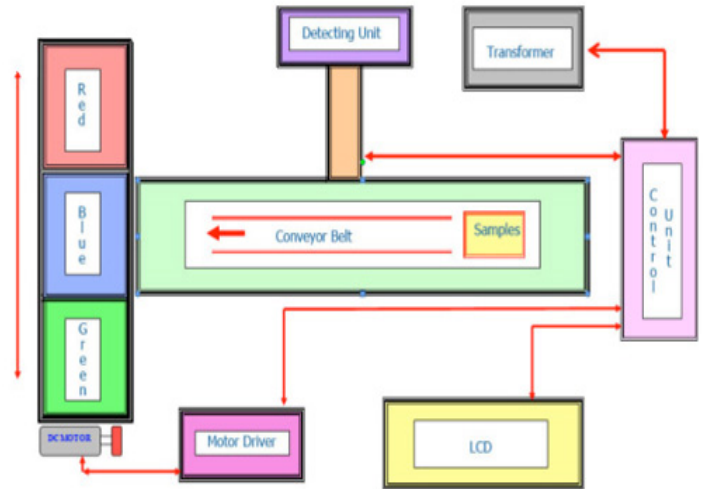 Detecting Unit
Transformer
Red
Blue
Green
Conveyor Belt
Samples
Control
Unit
DC MOTOR
Motor Driver
LCD